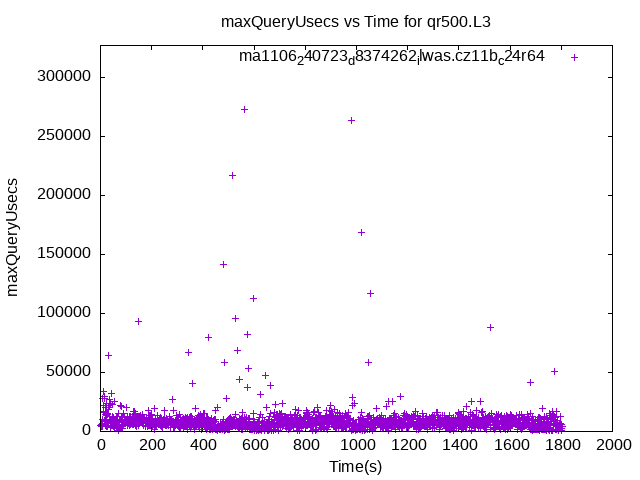 maxQueryUsecs vs Time for qr500.L3
ma1106_240723_d8374262_ilwas.cz11b_c24r64
300000
250000
200000
150000
100000
50000
0
maxQueryUsecs
0 200 400 600 800 1000 1200 1400 1600 1800 2000
Time(s)